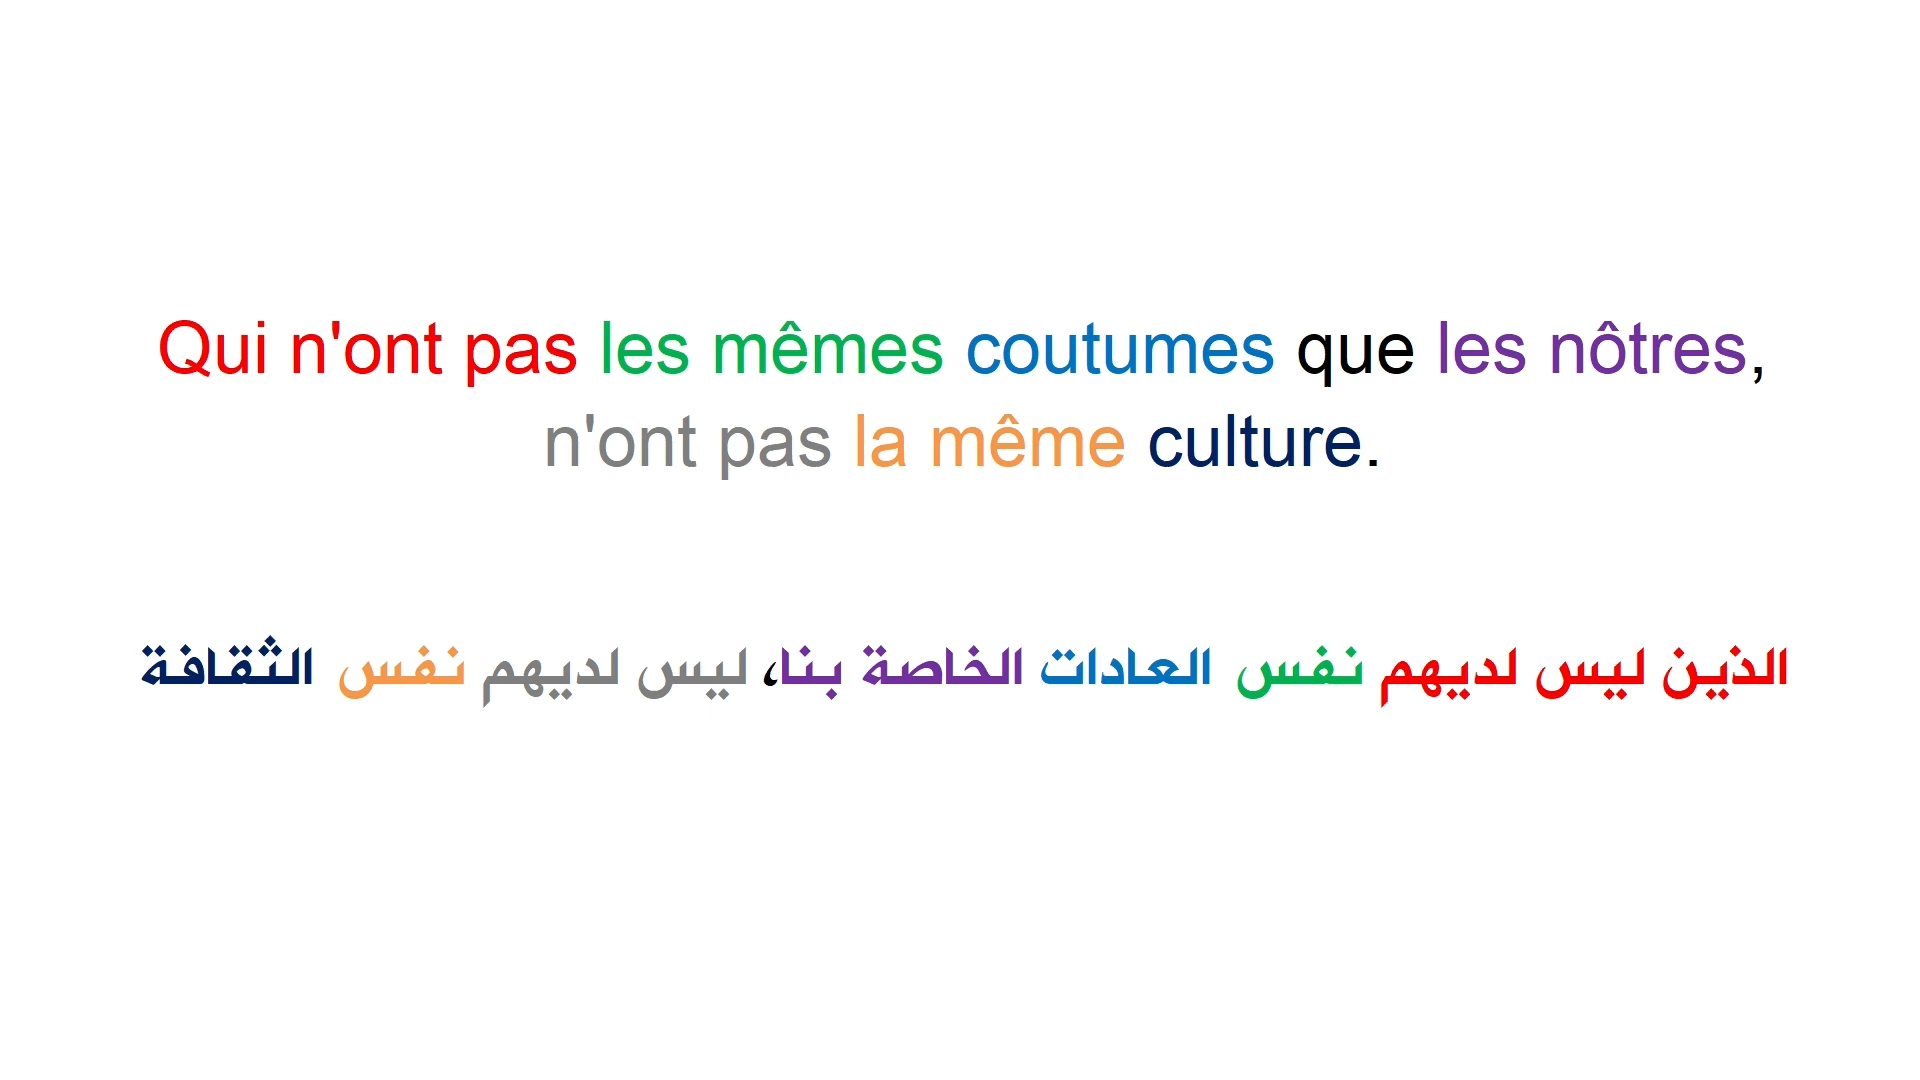 Qui n'ont pas les mêmes coutumes que les nôtres,
n'ont pas la même culture.
الذين ليس لديهم نفس العادات الخاصة بنا، ليس لديهم نفس الثقافة